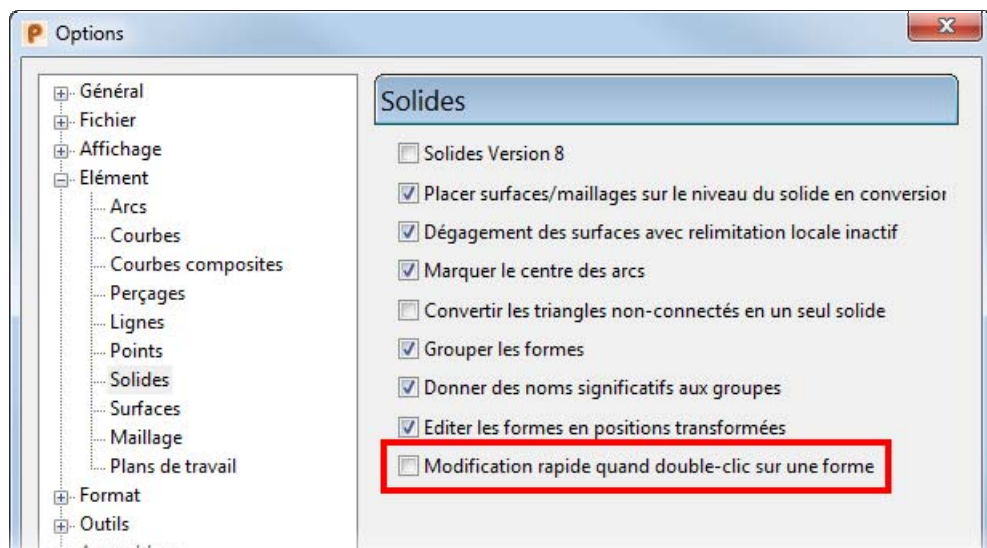 Options
Général
Fichier
Affichage
Elément
Arcs
Courbes
Courbes composites
Perçages
Lignes
Points
Solides
Surfaces
Maillage
Plans de travail
Format
Outils
Solides
Solides Version 8
Placer surfaces/maillages sur le niveau du solide en conversion
Dégagement des surfaces avec relimitation locale inactif
Marquer le centre des arcs
Convertir les triangles non-connectés en un seul solide
Grouper les formes
Donner des noms significatifs aux groupes
Editer les formes en positions transformées
Modification rapide quand double-clic sur une forme